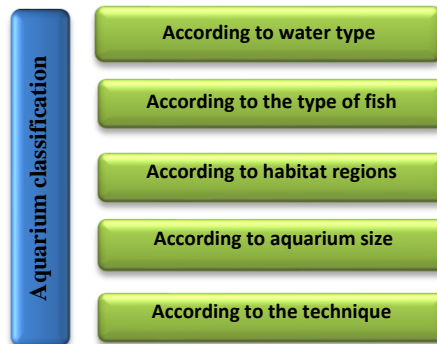 Aquarium classification
According to water type
According to the type of fish
According to habitat regions
According to aquarium size
According to the technique